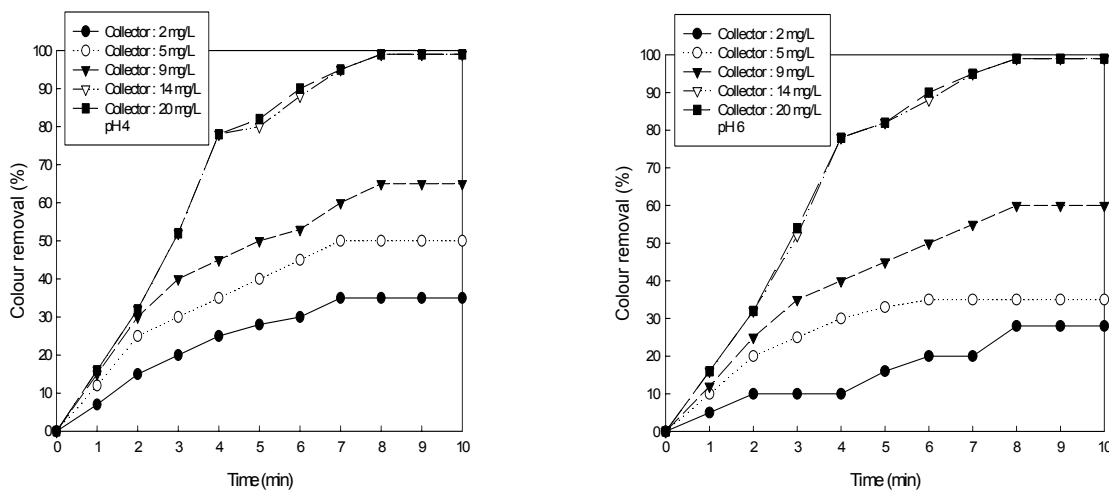 Collector : 2 mg/L
Collector : 5 mg/L
Collector : 9 mg/L
Collector : 14 mg/L
Collector : 20 mg/L
pH 4
100
90
80
70
60
50
40
30
20
10
0
Colour removal (%)
0 1 2 3 4 5 6 7 8 9 10
Time (min)
Collector : 2 mg/L
Collector : 5 mg/L
Collector : 9 mg/L
Collector : 14 mg/L
Collector : 20 mg/L
pH 6
100
90
80
70
60
50
40
30
20
10
0
Colour removal (%)
0 1 2 3 4 5 6 7 8 9 10
Time (min)